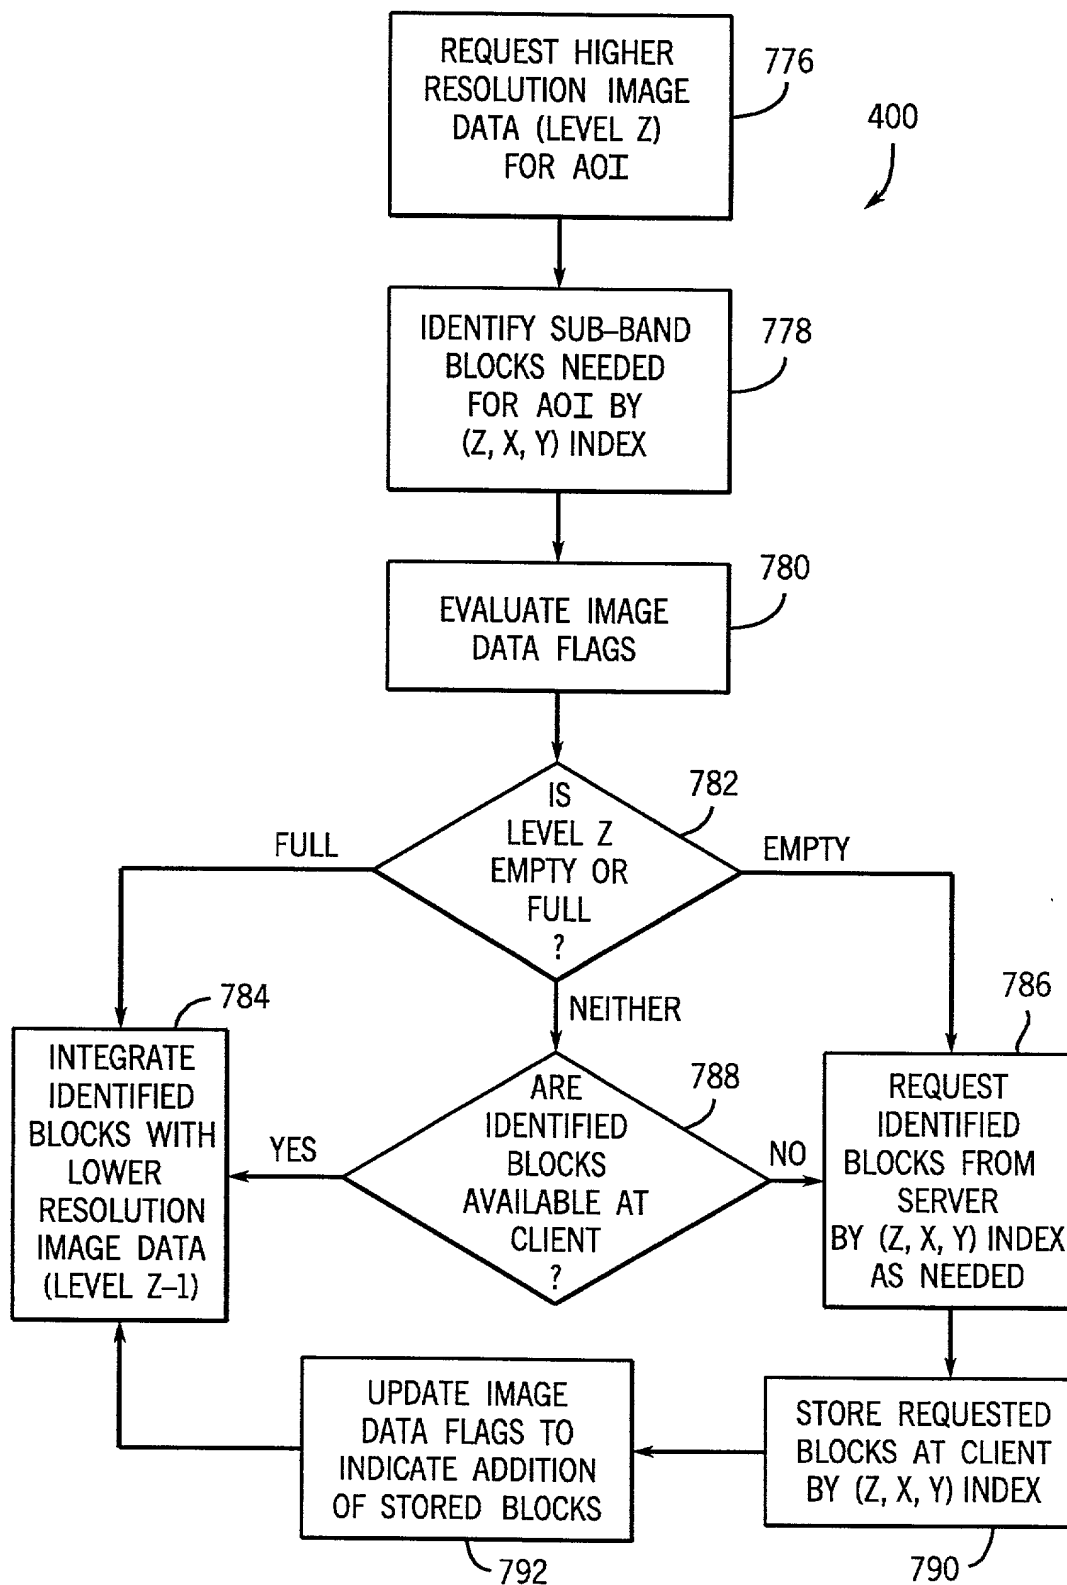 REQUEST HIGHER
RESOLUTION IMAGE
DATA (LEVEL Z)
FOR AOI
776
400
IDENTIFY SUB-BAND
BLOCKS NEEDED
FOR AOI BY
(Z, X, Y) INDEX
778
EVALUATE IMAGE
DATA FLAGS
780
IS
LEVEL Z
EMPTY OR
FULL
?
782
FULL
EMPTY
NEITHER
784
INTEGRATE
IDENTIFIED
BLOCKS WITH
LOWER
RESOLUTION
IMAGE DATA
(LEVEL Z-1)
YES
ARE
IDENTIFIED
BLOCKS
AVAILABLE AT
CLIENT
?
788
NO
786
REQUEST
IDENTIFIED
BLOCKS FROM
SERVER
BY (Z, X, Y) INDEX
AS NEEDED
UPDATE IMAGE
DATA FLAGS TO
INDICATE ADDITION
OF STORED BLOCKS
792
STORE REQUESTED
BLOCKS AT CLIENT
BY (Z, X, Y) INDEX
790